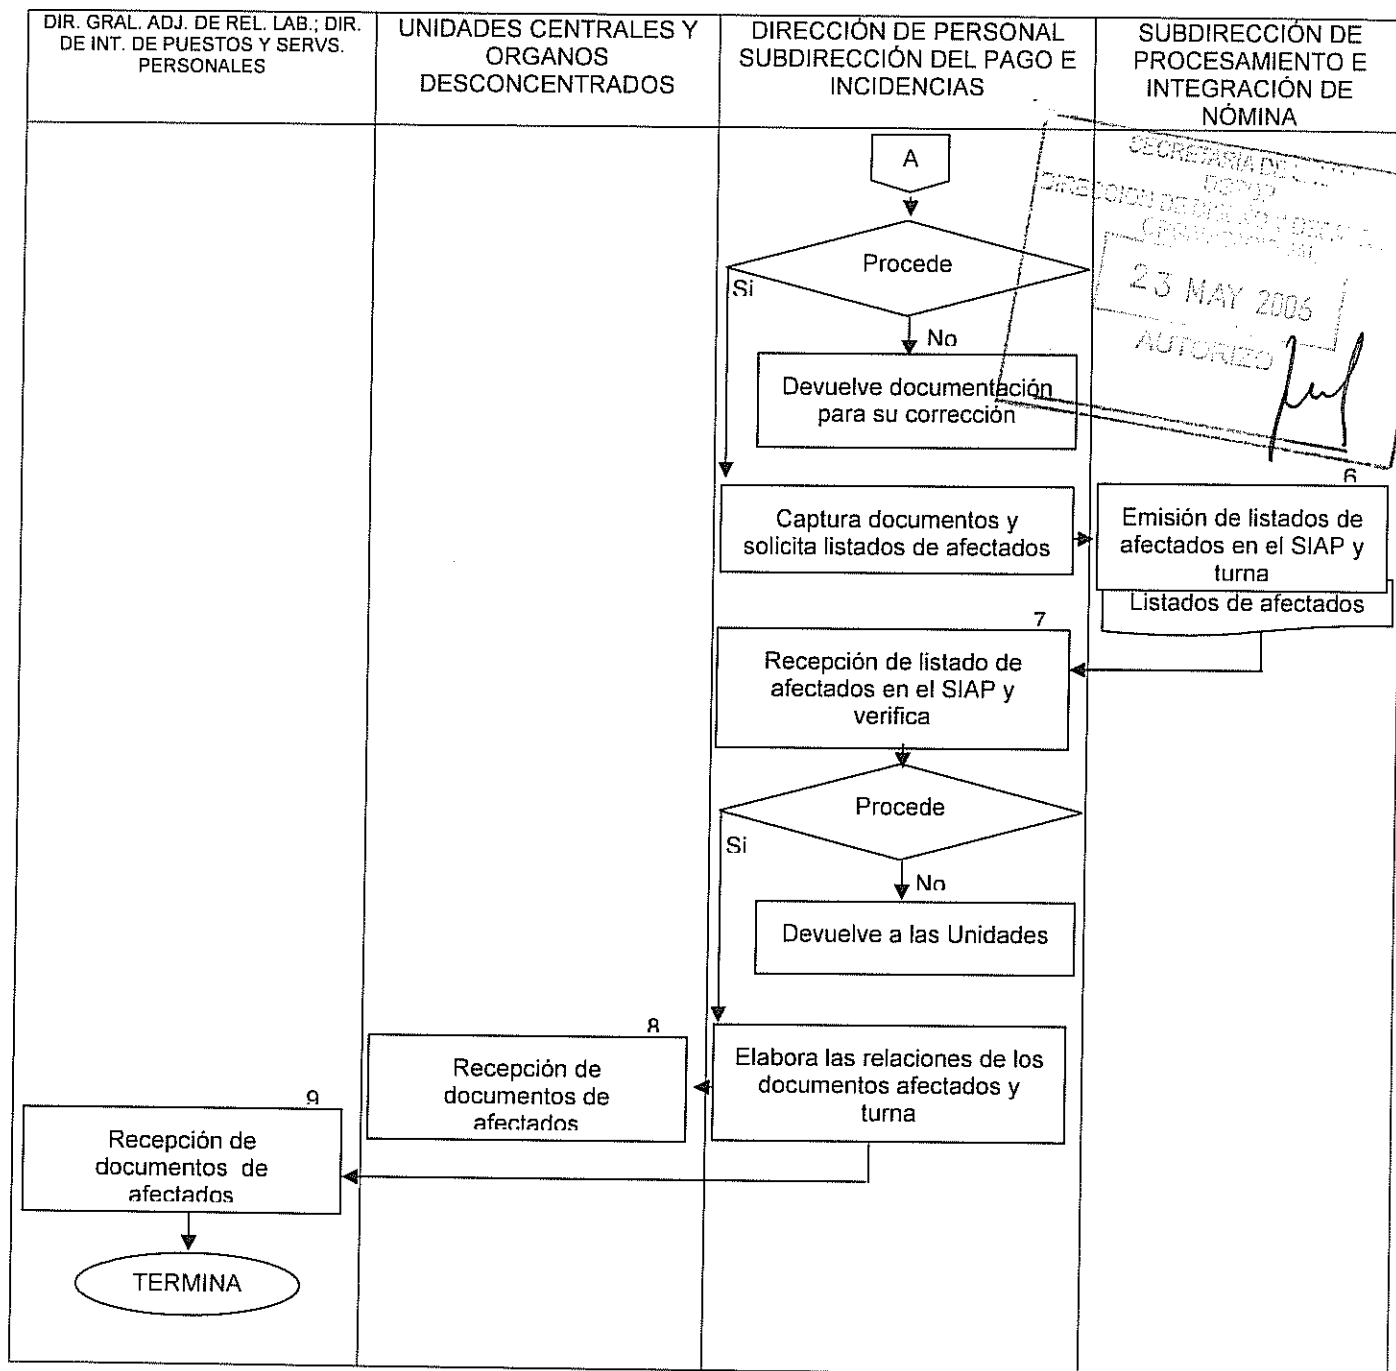 DIR. GRAL. ADJ. DE REL. LAB.; DIR.
DE INT. DE PUESTOS Y SERVS.
PERSONALES
UNIDADES CENTRALES Y
ORGANOS
DESCONCENTRADOS
DIRECCIÓN DE PERSONAL
SUBDIRECCIÓN DEL PAGO E
INCIDENCIAS
SUBDIRECCIÓN DE
PROCESAMIENTO E
INTEGRACIÓN DE
NÓMINA
A
SECRETARIA DE
DIRECCION DE
23 MAY 2006
AUTORIZO
Procede
Si
No
Devuelve documentación
para su corrección
Captura documentos y
solicita listados de afectados
6
Emisión de listados de
afectados en el SIAP y
turna
Listados de afectados
7
Recepción de listado de
afectados en el SIAP y
verifica
Procede
Si
No
Devuelve a las Unidades
Elabora las relaciones de los
documentos afectados y
turna
8
Recepción de
documentos de
afectados
9
Recepción de
documentos de
afectados
TERMINA